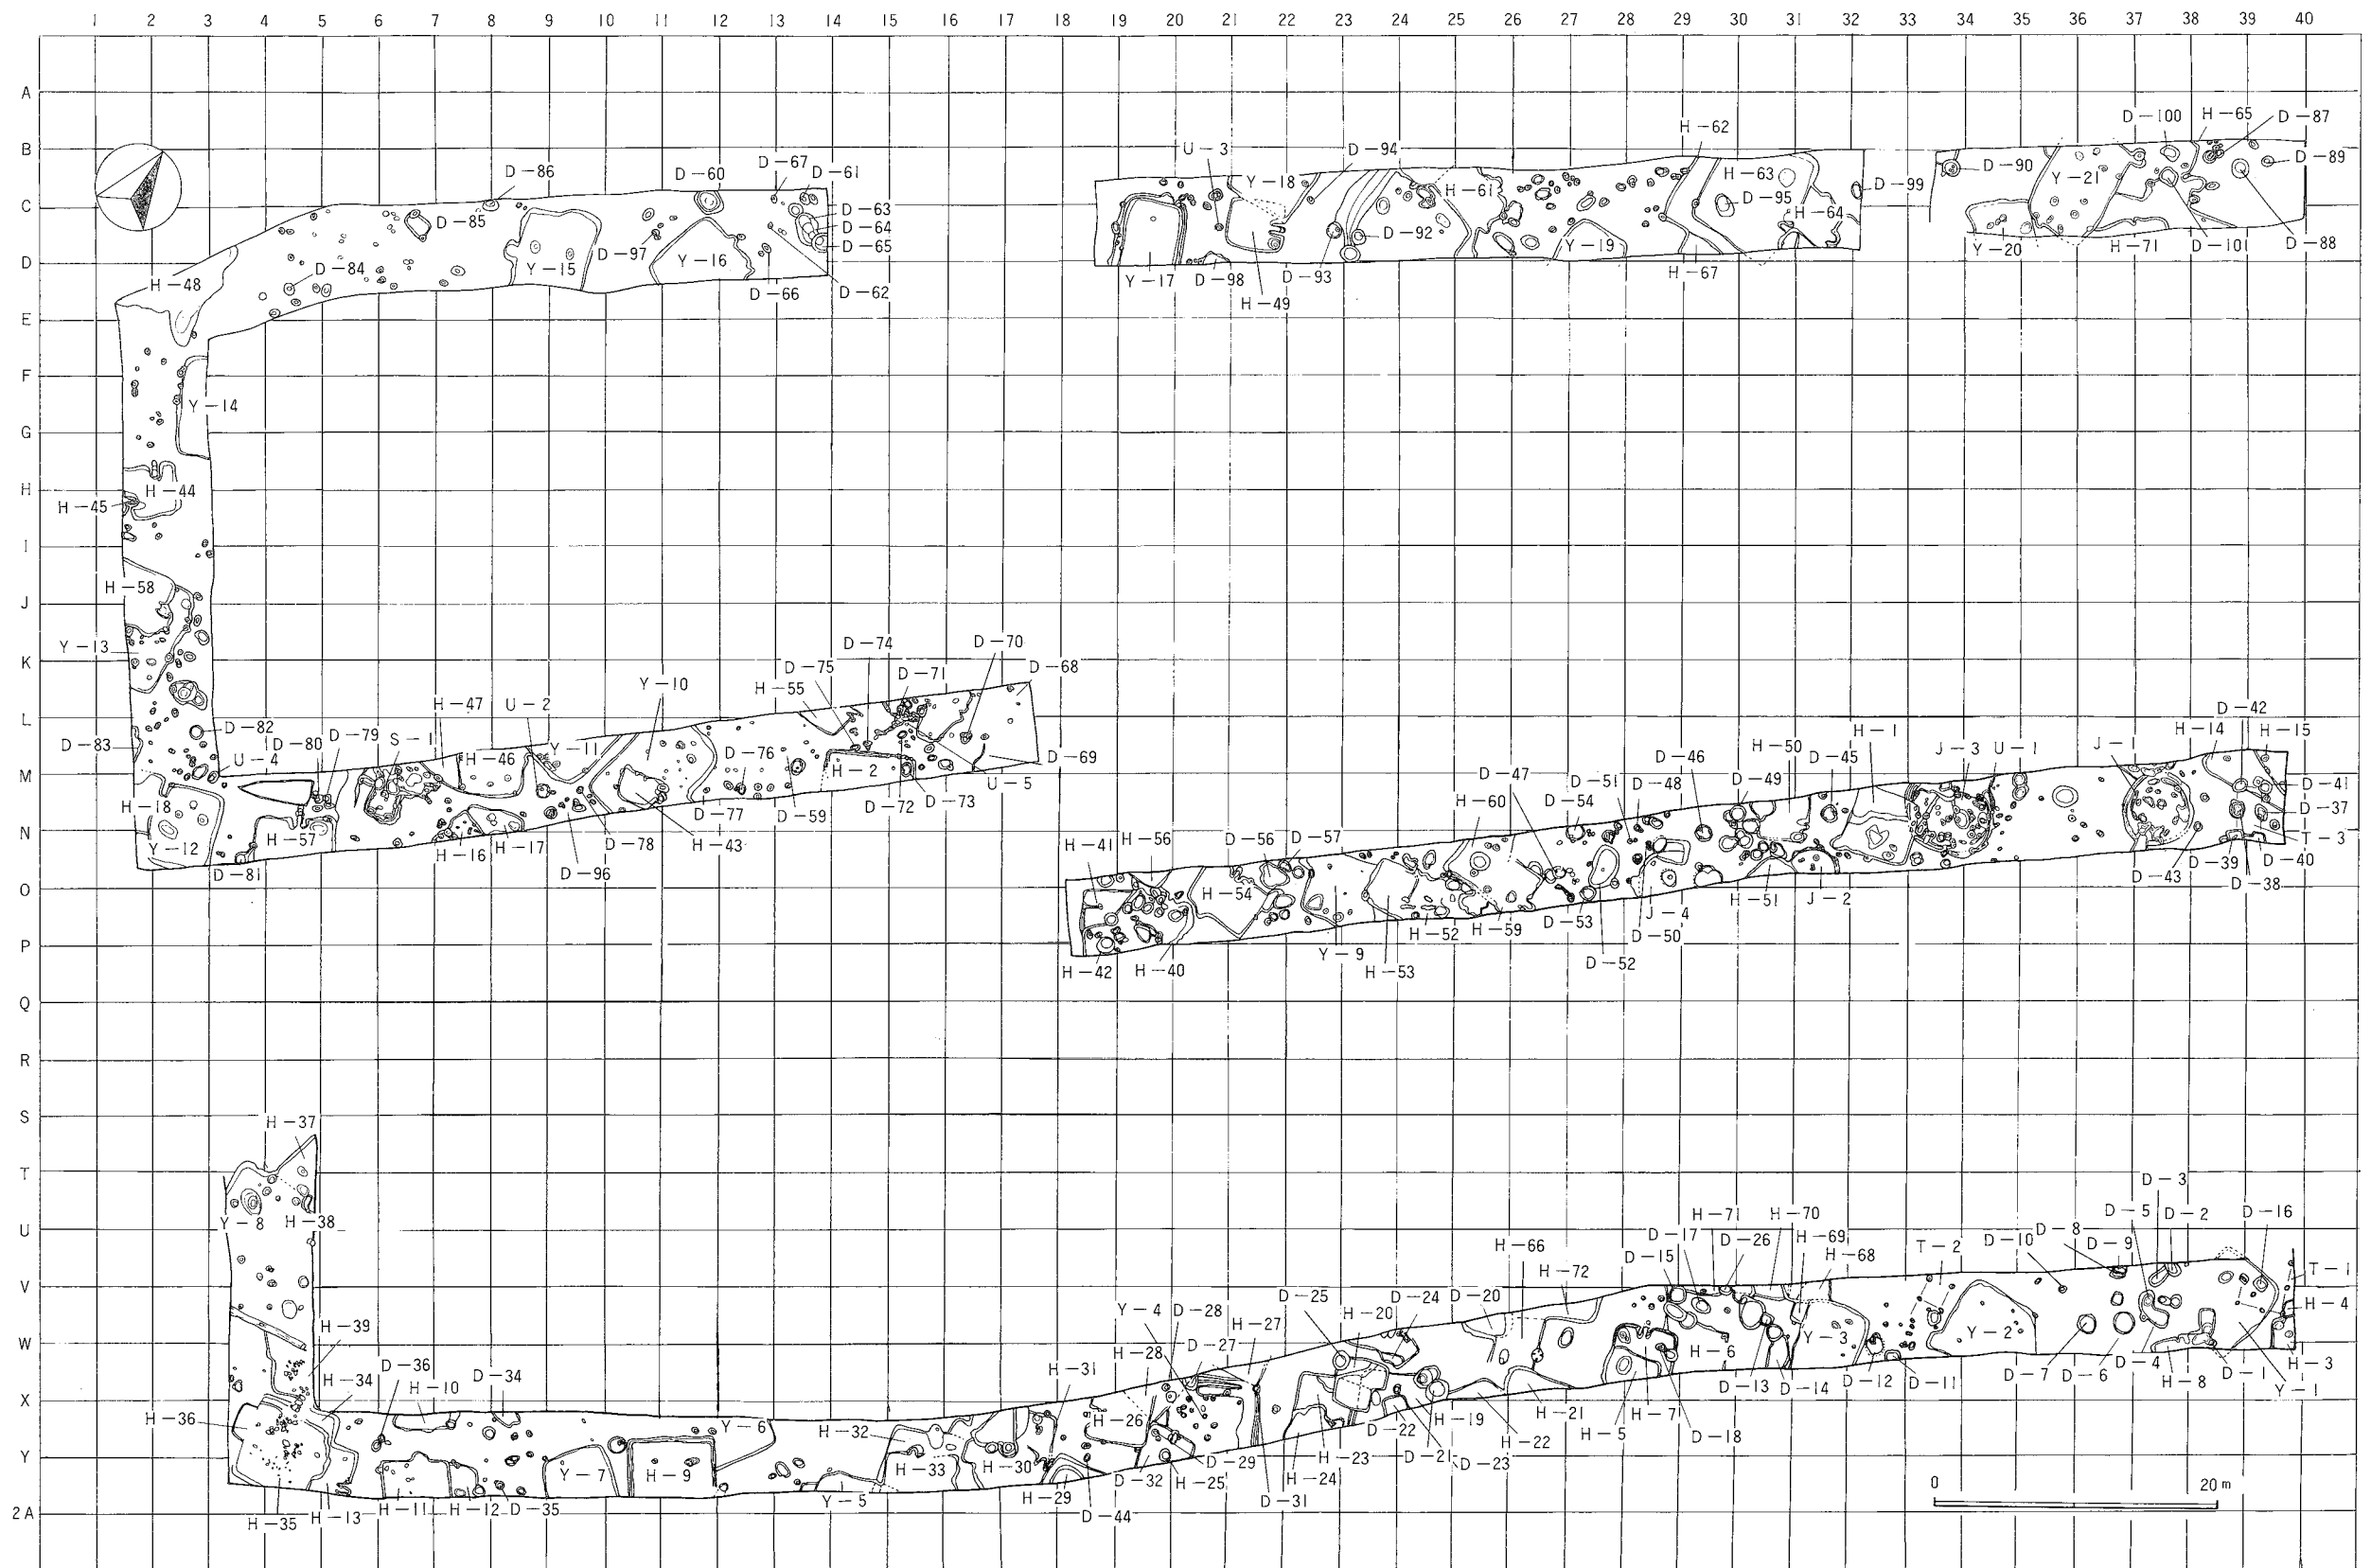 1 2 3 4 5 6 7 8 9 10 11 12 13 14 15 16 17 18 19 20 21 22 23 24 25 26 27 28 29 30 31 32 33 34 35 36 37 38 39 40
A
D-100 H-65 D-87
H-62
B U-3 D-94 D-67 D-61 D-60 D-86 D-90 D-89
Y-18 H-61 H-63 Y-21
C D-85 D-63 D-64 D-65 D-92 D-95 D-99 H-64
D-97 Y-15 Y-16 Y-19 Y-20 H-71 D-101 D-88
D D-84 H-48 D-66 D-62 Y-17 D-98 D-93 H-67
H-49
E
F
Y-14
G
H H-44
H-45
I
H-58
J
Y-13 D-74 D-70
K D-75 D-71 D-68
H-55 Y-10
H-47 U-2
L D-82 D-42
D-83 D-80 D-79 S-1 Y-11 H-14 H-15
U-4 H-46 D-76 H-2 D-69 D-46 H-50 D-45 H-1 J-3 U-1 J-1
M U-5 D-47 D-51 D-48 D-49 D-41
H-18 D-72 D-73 H-60 D-54 D-37
D-77 D-59
N Y-12 H-57 H-16 H-17 D-78 H-43 H-41 H-56 D-56 D-57 T-3
D-81 D-96 D-39 D-40
D-43 D-38
O H-54 H-51 J-2
D-53 J-4
P H-52 H-59 D-50
Y-9
H-42 H-40 H-53 D-52
Q
R
S
H-37
T D-3
Y-8 H-38 D-5 D-2 D-16
U H-7 H-70
D-17 D-26 H-69 D-8
H-66 D-15 H-68 T-2 D-10 D-9
V H-72 T-1
D-25 D-24 D-20
Y-4 D-28 H-20 H-4
W H-39 H-27 Y-3 Y-2
D-36 H-28 D-27 H-6 H-3
H-34 H-10 D-34 H-31 D-13 D-14 D-12 D-11 D-7 D-6 D-4 H-8 D-1 Y-1
X H-36 H-26 H-19 H-21 H-7
Y-6 H-32 D-22 H-22 H-5 D-18
Y Y-7 H-9 H-33 H-30 D-29 H-23 D-21 D-23
D-32 H-25 H-24
H-11 H-12 D-35 Y-5 H-29 D-31 0 20m
2A H-35 H-13 D-44